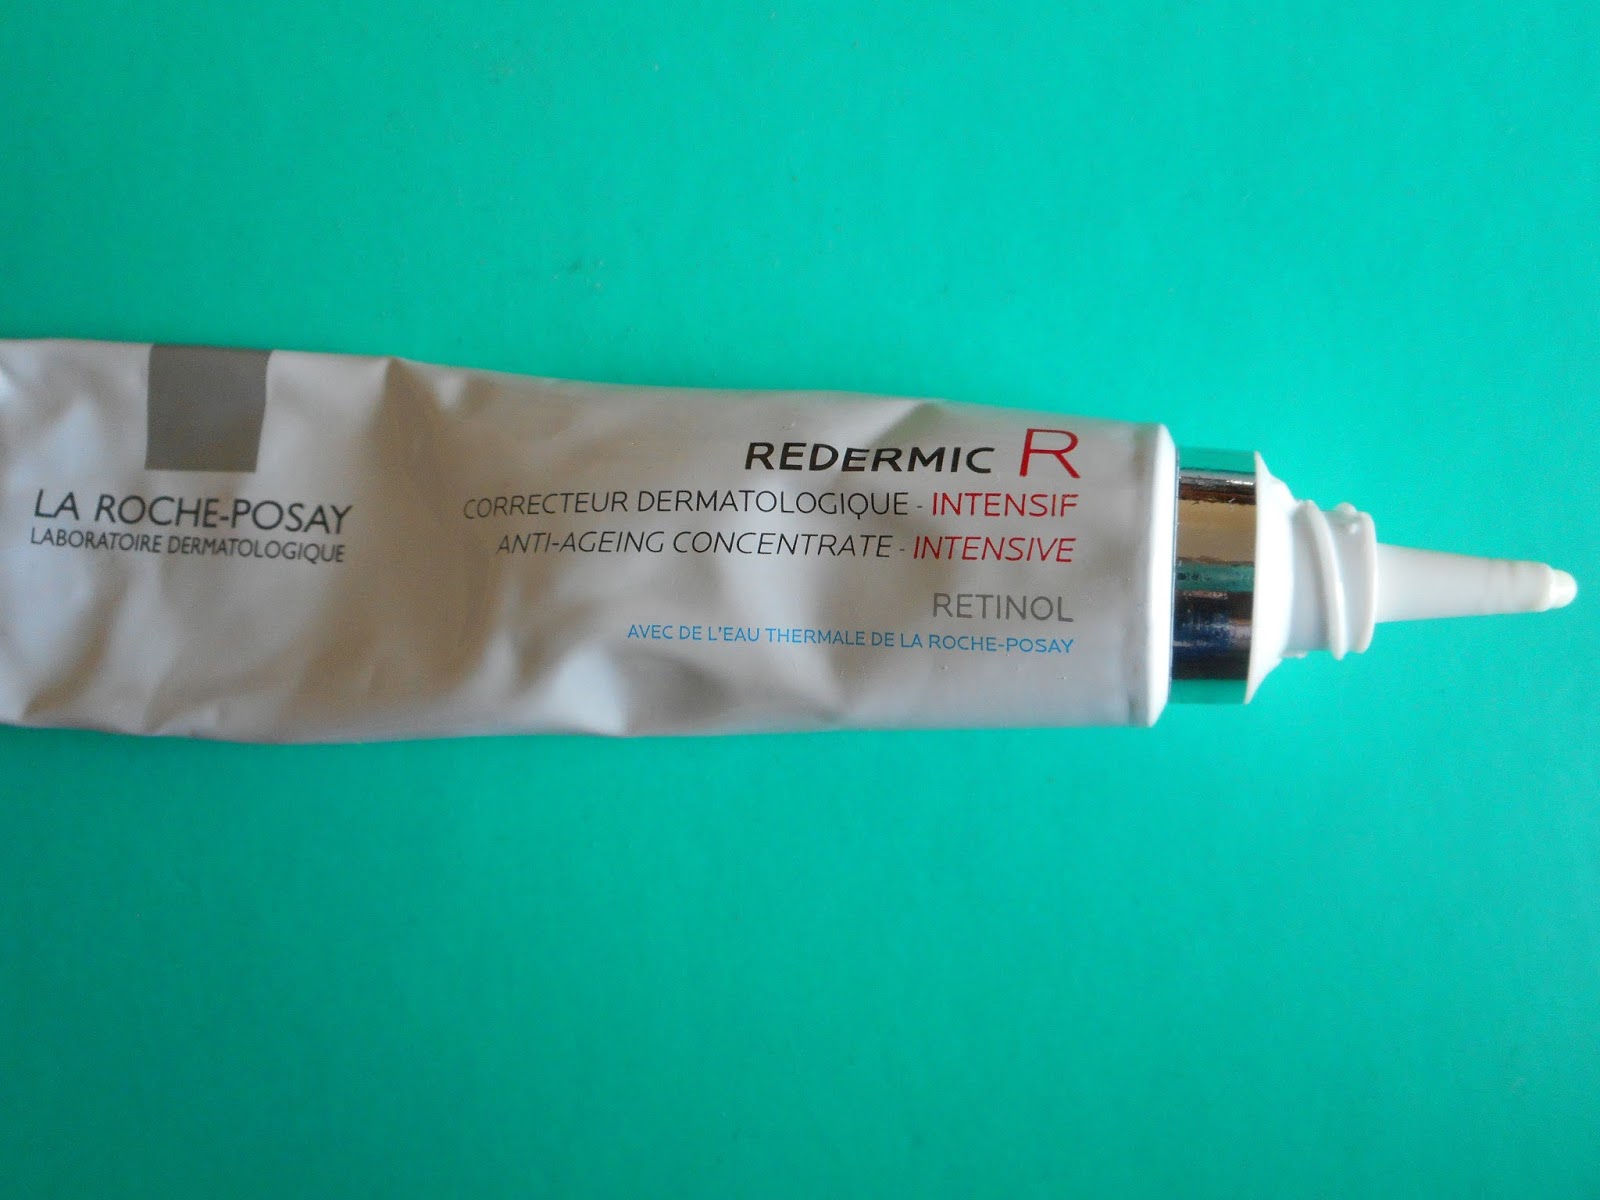 LA ROCHE-POSAY
LABORATOIRE DERMATOLOGIQUE
REDERMIC R
CORRECTEUR DERMATOLOGIQUE - INTENSIF
ANTI-AGEING CONCENTRATE - INTENSIVE
RETINOL
AVEC DE L'EAU THERMALE DE LA ROCHE-POSAY